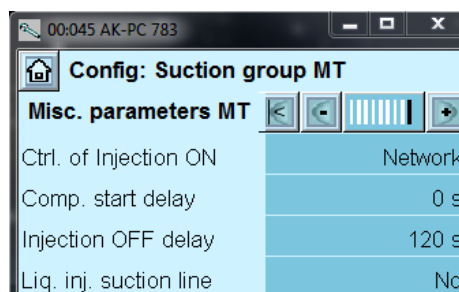 00:045 AK-PC 783
Config: Suction group MT
Misc. parameters MT
Ctrl. of Injection ON Network
Comp. start delay 0 s
Injection OFF delay 120 s
Liq. inj. suction line No